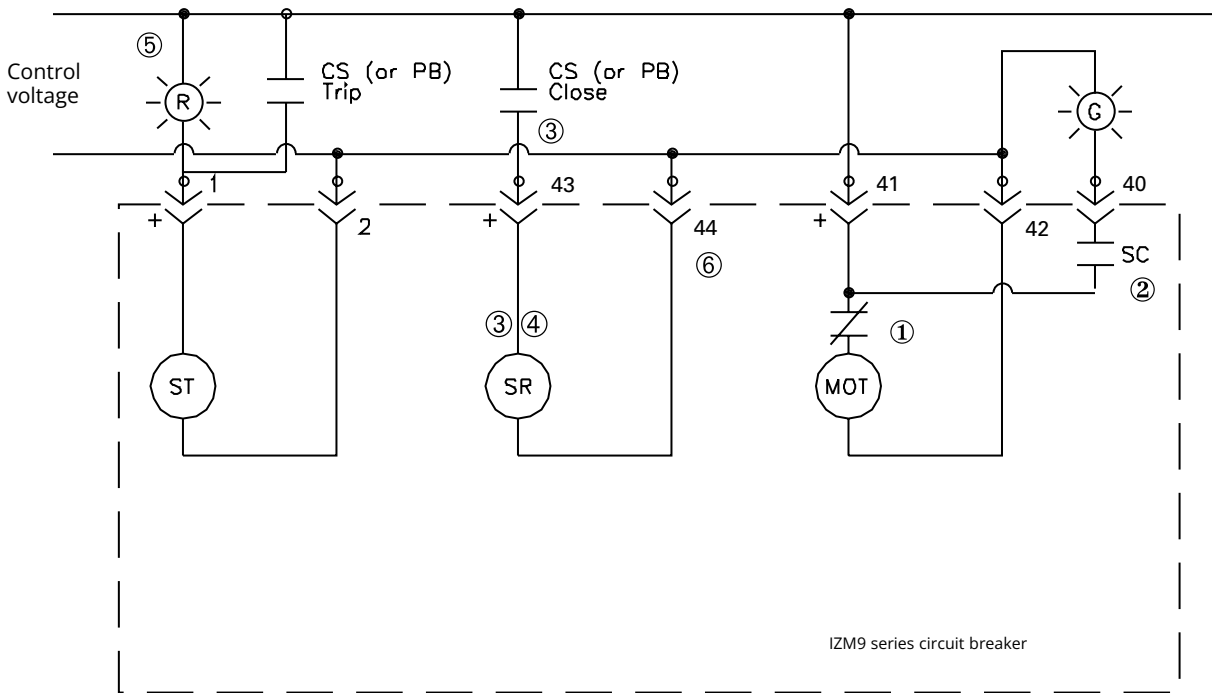 ⑤
Control
voltage
R
CS (or PB)
Trip
CS (or PB)
Close
③
G
1
43
41
40
+
2
+
44
+
42
SC
⑥
②
③ ④
①
ST
SR
MOT
IZM9 series circuit breaker